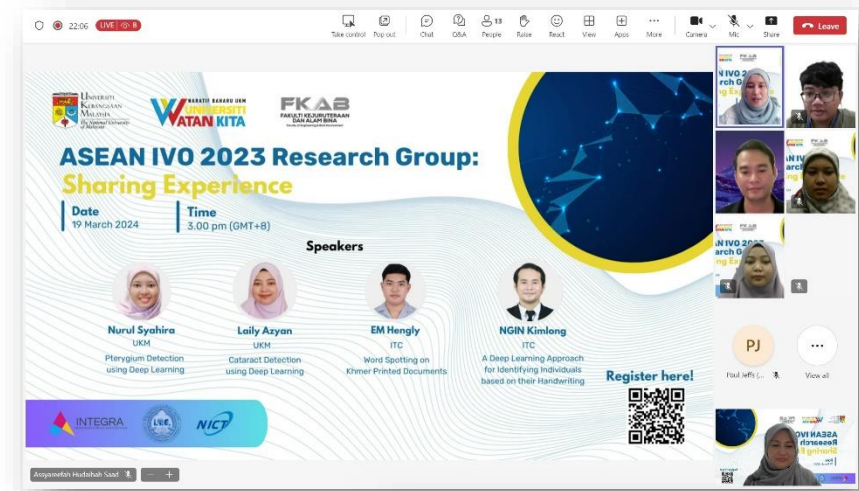 22:06 LIVE 8
Take control Pop out Chat Q&A People 13 Raise React View Apps More Camera Mic Share Leave
UNIVERSITI
KEBANGSAAN
MALAYSIA
The National University
of Malaysia
NARATIF BAHARU UKM
UNIVERSITI
WATAN KITA
FKAB
FAKULTI KEJURUTERAAN
DAN ALAM BINA
ASEAN IVO 2023 Research Group:
Sharing Experience
Date
19 March 2024
Time
3.00 pm (GMT+8)
Speakers
Nurul Syahira
UKM
Pterygium Detection
using Deep Learning
Laily Azyan
UKM
Cataract Detection
using Deep Learning
EM Hengly
ITC
Word Spotting on
Khmer Printed Documents
NGIN Kimlong
ITC
A Deep Learning Approach
for Identifying Individuals
based on their Handwriting
Register here!
INTEGRA
NICT
Assyareefah Hudaibah Saad
PJ
Paul Jeffs (...
View all